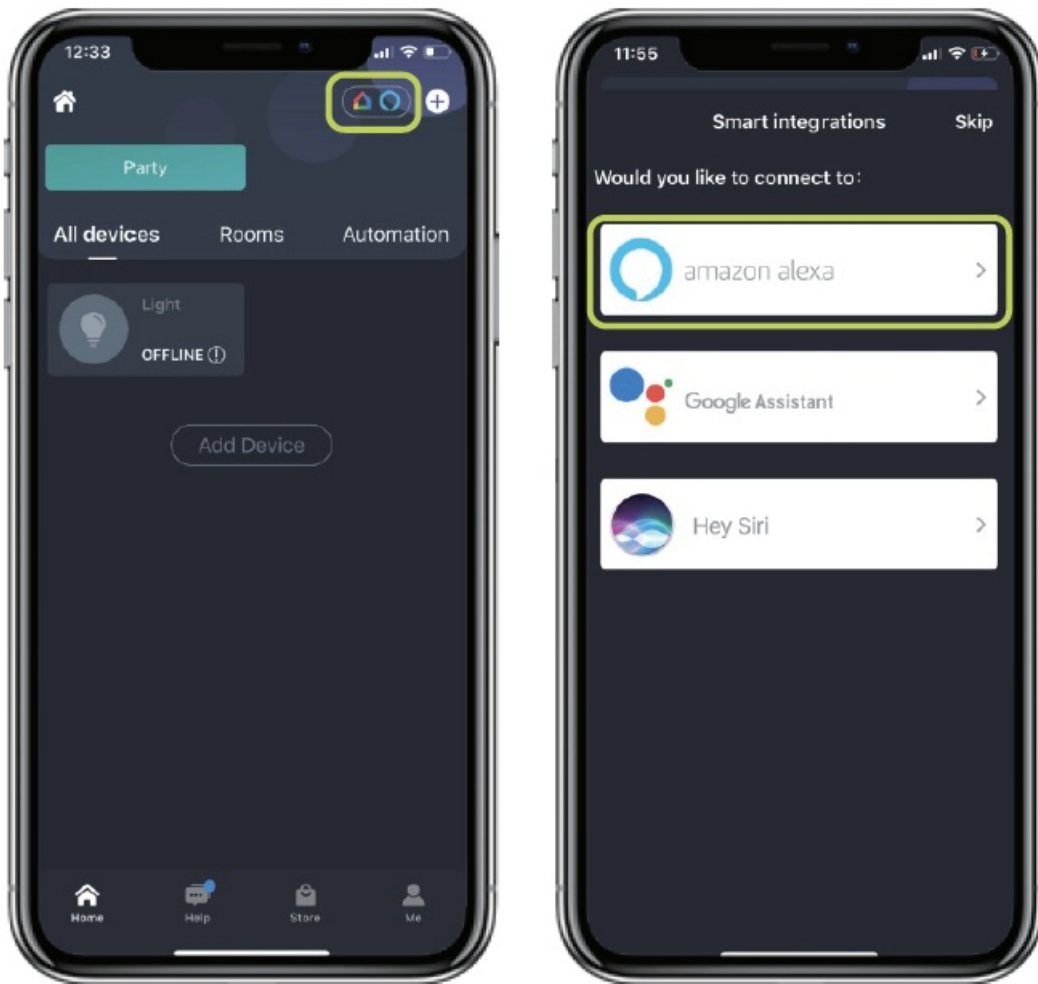 12:33
Party
All devices
Rooms
Automation
Light
OFFLINE
Add Device
Home
Help
Store
Me
11:55
Smart integrations
Skip
Would you like to connect to:
amazon alexa
Google Assistant
Hey Siri